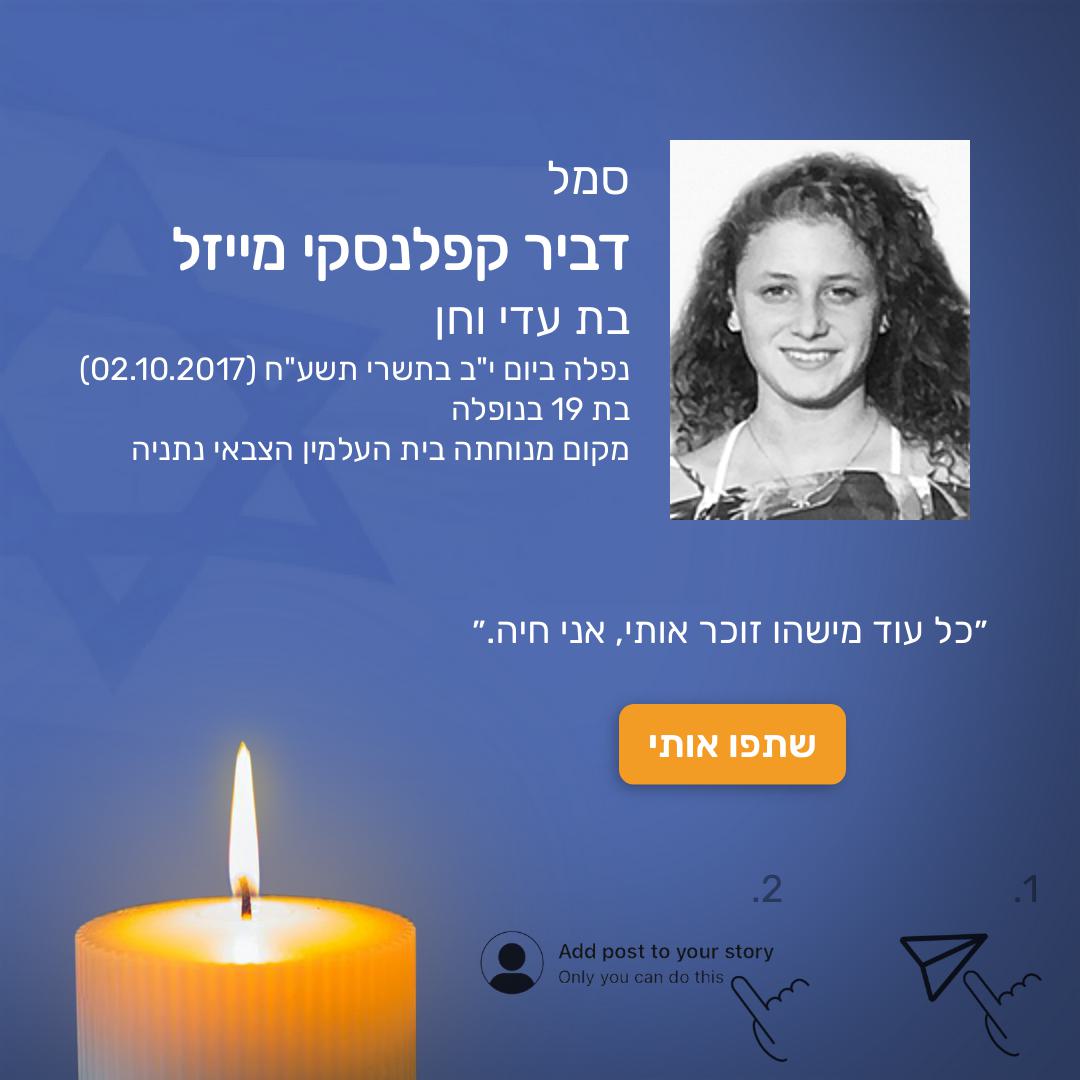 סמל
דביר קפלנסקי מייזל
בת עדי וחן
נפלה ביום י"ב בתשרי תשע"ח (02.10.2017)
בת 19 בנופלה
מקום מנוחתה בית העלמין הצבאי נתניה
״כל עוד מישהו זוכר אותי, אני חיה.״
שתפו אותי
1.
2.
Add post to your story
Only you can do this